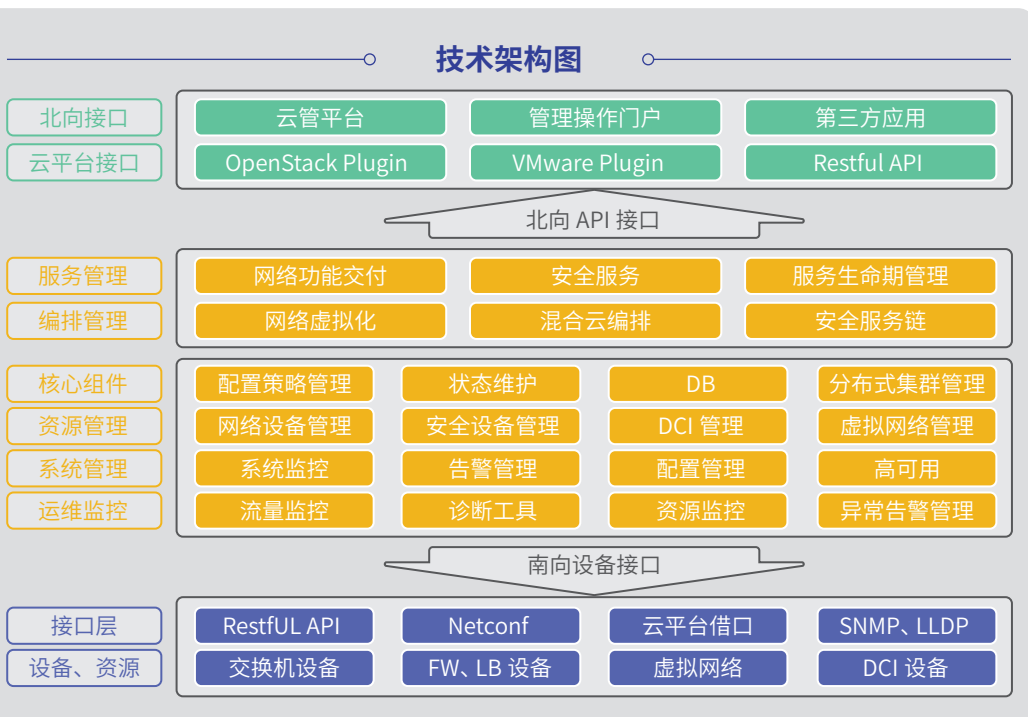 技术架构图
北向接口 云管平台 管理操作门户 第三方应用
云平台接口 OpenStack Plugin VMware Plugin Restful API
北向 API 接口
服务管理 网络功能交付 安全服务 服务生命期管理
编排管理 网络虚拟化 混合云编排 安全服务链
核心组件 配置策略管理 状态维护 DB 分布式集群管理
资源管理 网络设备管理 安全设备管理 DCI 管理 虚拟网络管理
系统管理 系统监控 告警管理 配置管理 高可用
运维监控 流量监控 诊断工具 资源监控 异常告警管理
南向设备接口
接口层 RestfUL API Netconf 云平台借口 SNMP、LLDP
设备、资源 交换机设备 FW、LB 设备 虚拟网络 DCI 设备